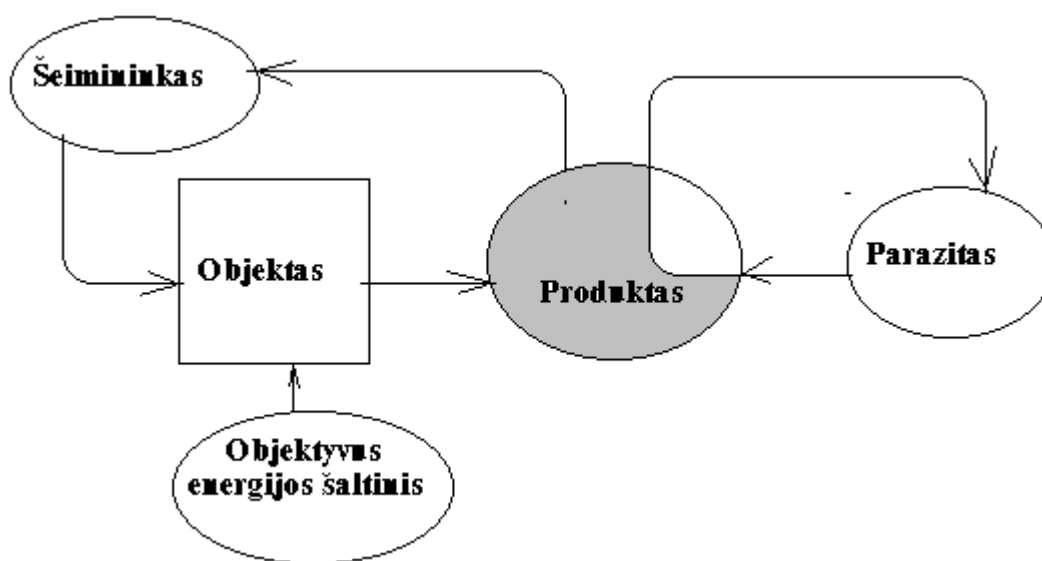 Šeimininkas
Objektas
Produktas
Parazitas
Objektyvus
energijos šaltinis